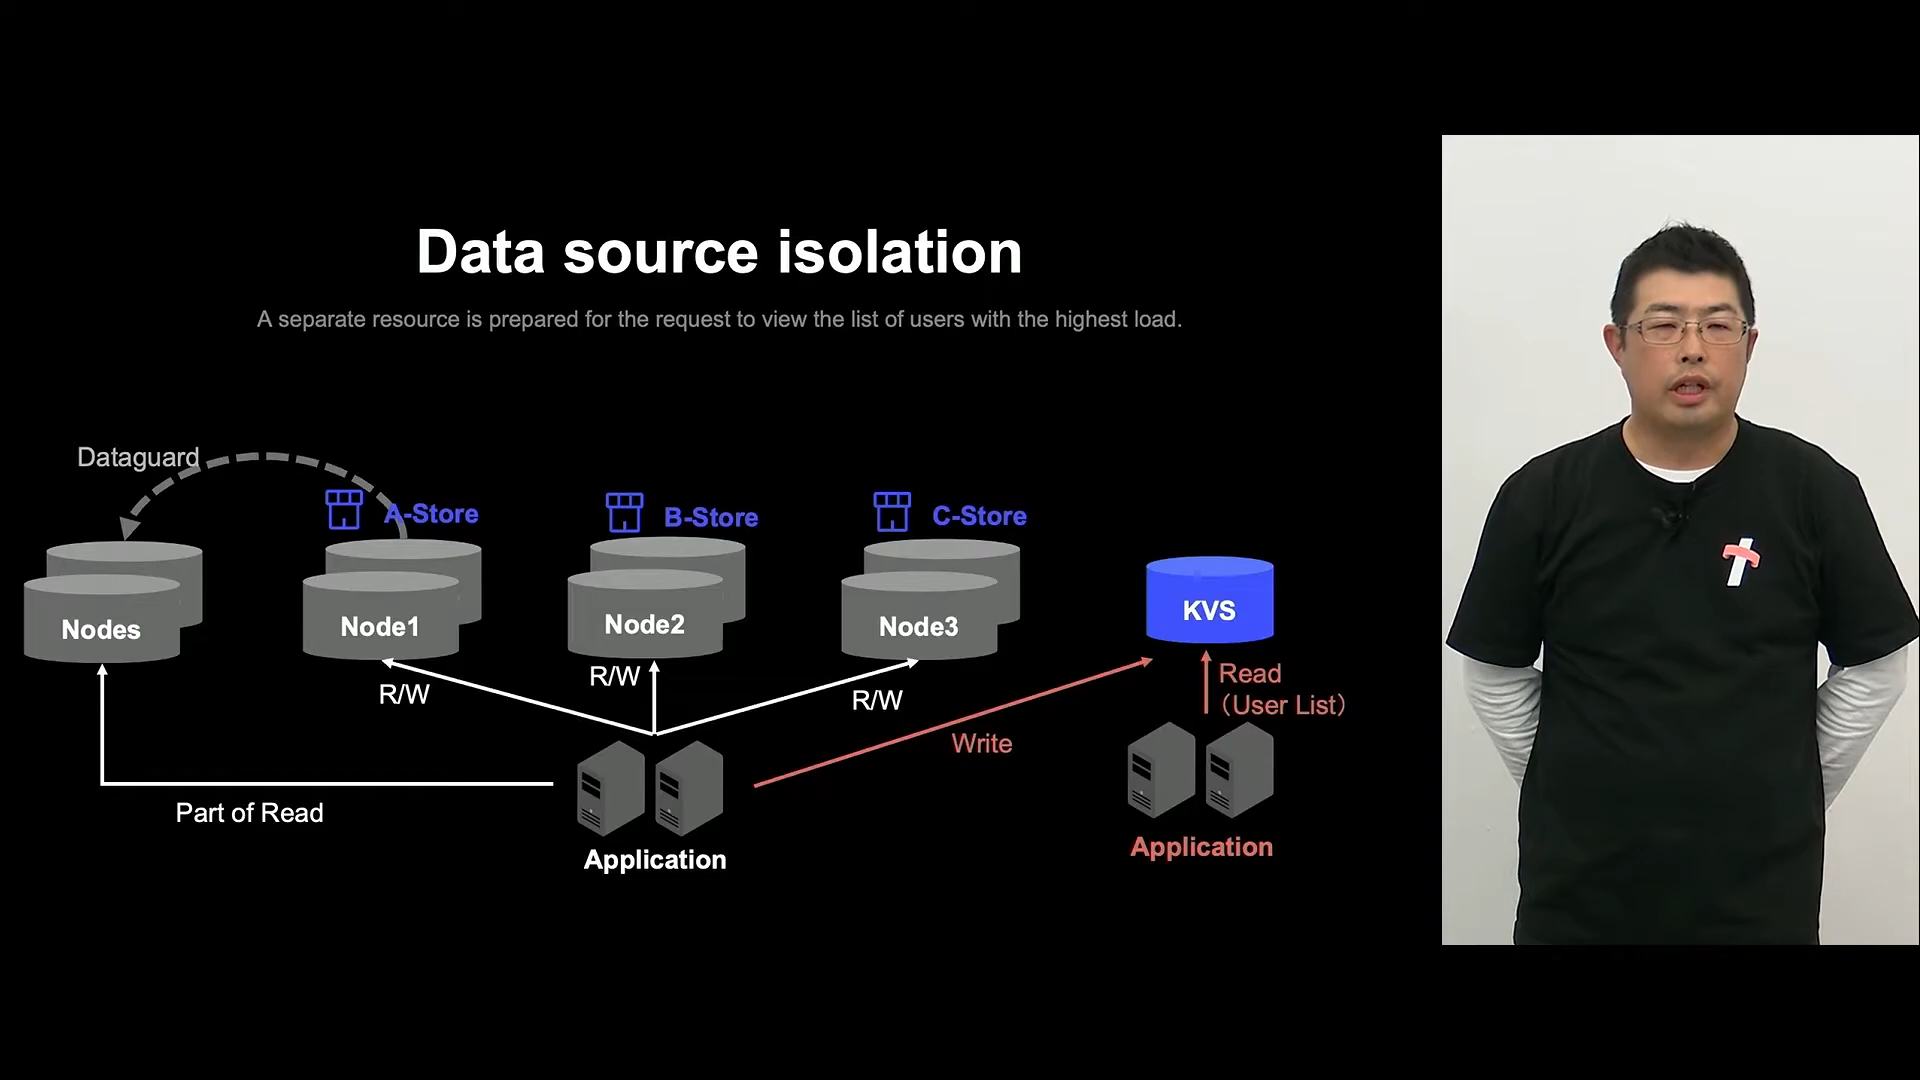 Data source isolation
A separate resource is prepared for the request to view the list of users with the highest load.
Dataguard
A-Store
B-Store
C-Store
Nodes
Node1
Node2
Node3
KVS
R/W
R/W
R/W
Write
Read
（User List）
Part of Read
Application
Application